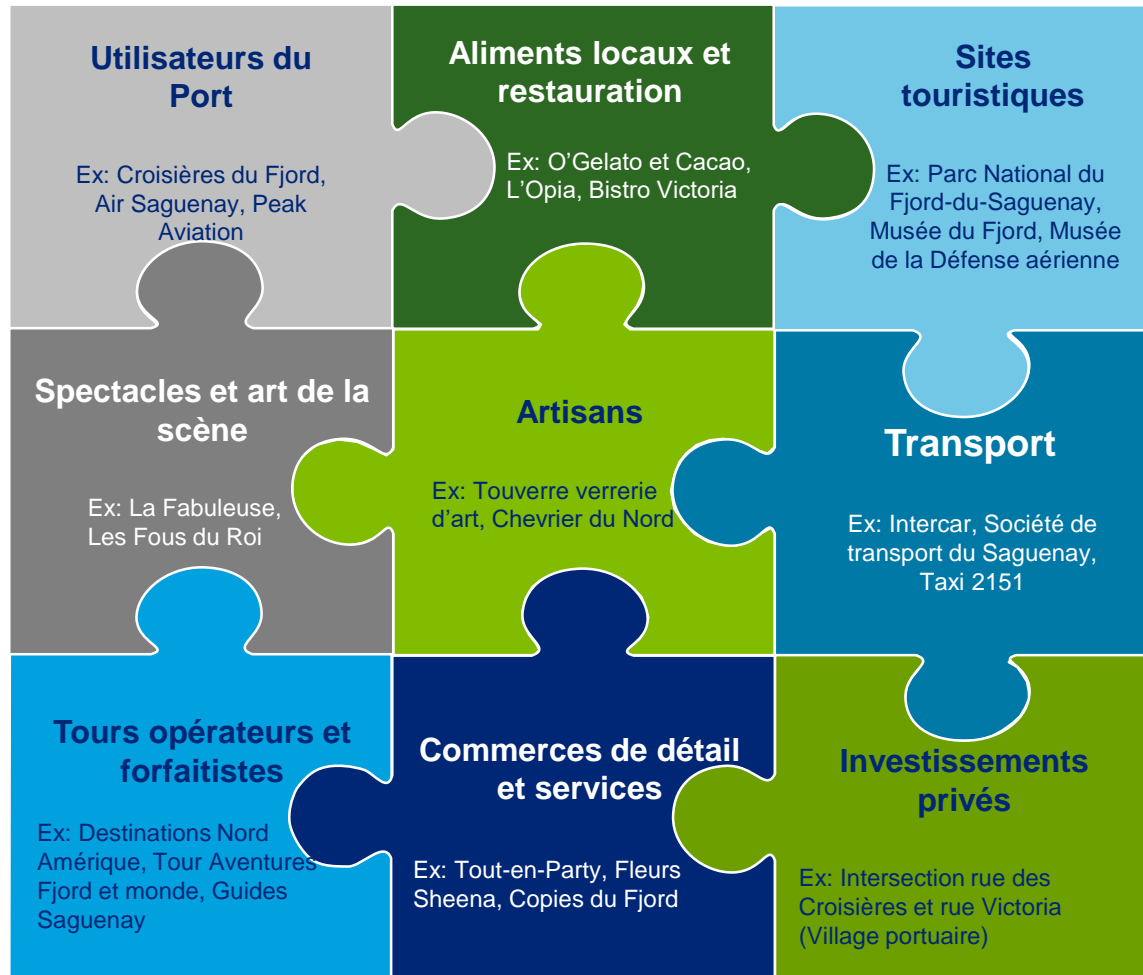 Utilisateurs du
Port
Ex: Croisières du Fjord,
Air Saguenay, Peak
Aviation
Aliments locaux et
restauration
Ex: O’Gelato et Cacao,
L’Opia, Bistro Victoria
Sites
touristiques
Ex: Parc National du
Fjord-du-Saguenay,
Musée du Fjord, Musée
de la Défense aérienne
Spectacles et art de la
scène
Ex: La Fabuleuse,
Les Fous du Roi
Artisans
Ex: Touverre verrerie
d’art, Chevrier du Nord
Transport
Ex: Intercar, Société de
transport du Saguenay,
Taxi 2151
Tours opérateurs et
forfaitistes
Ex: Destinations Nord
Amérique, Tour Aventures
Fjord et monde, Guides
Saguenay
Commerces de détail
et services
Ex: Tout-en-Party, Fleurs
Sheena, Copies du Fjord
Investissements
privés
Ex: Intersection rue des
Croisières et rue Victoria
(Village portuaire)